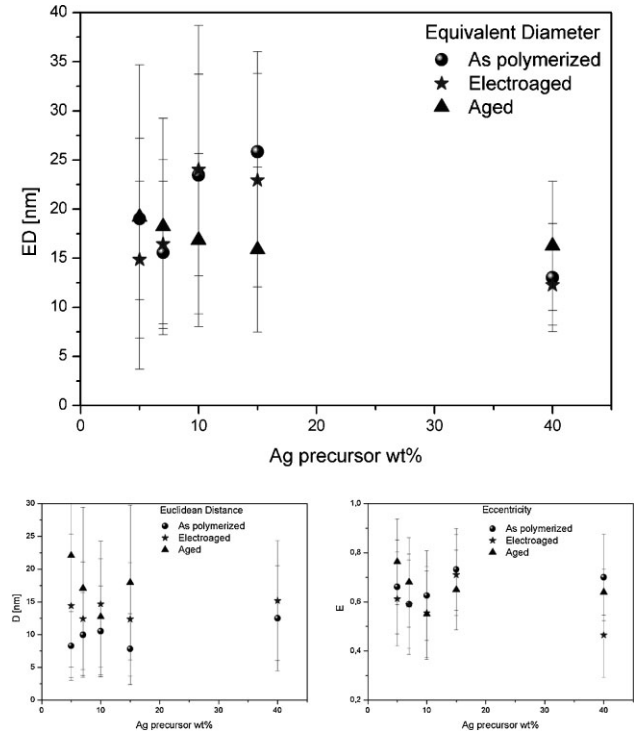 40
35
30
25
20
15
10
5
0
ED [nm]
Equivalent Diameter
As polymerized
Electroaged
Aged
0 10 20 30 40
Ag precursor wt%
30
25
20
15
10
5
0
D [nm]
Euclidean Distance
As polymerized
Electroaged
Aged
0 10 20 30 40
Ag precursor wt%
1,0
0,8
0,6
0,4
0,2
E
Eccentricity
As polymerized
Electroaged
Aged
0 10 20 30 40
Ag precursor wt%